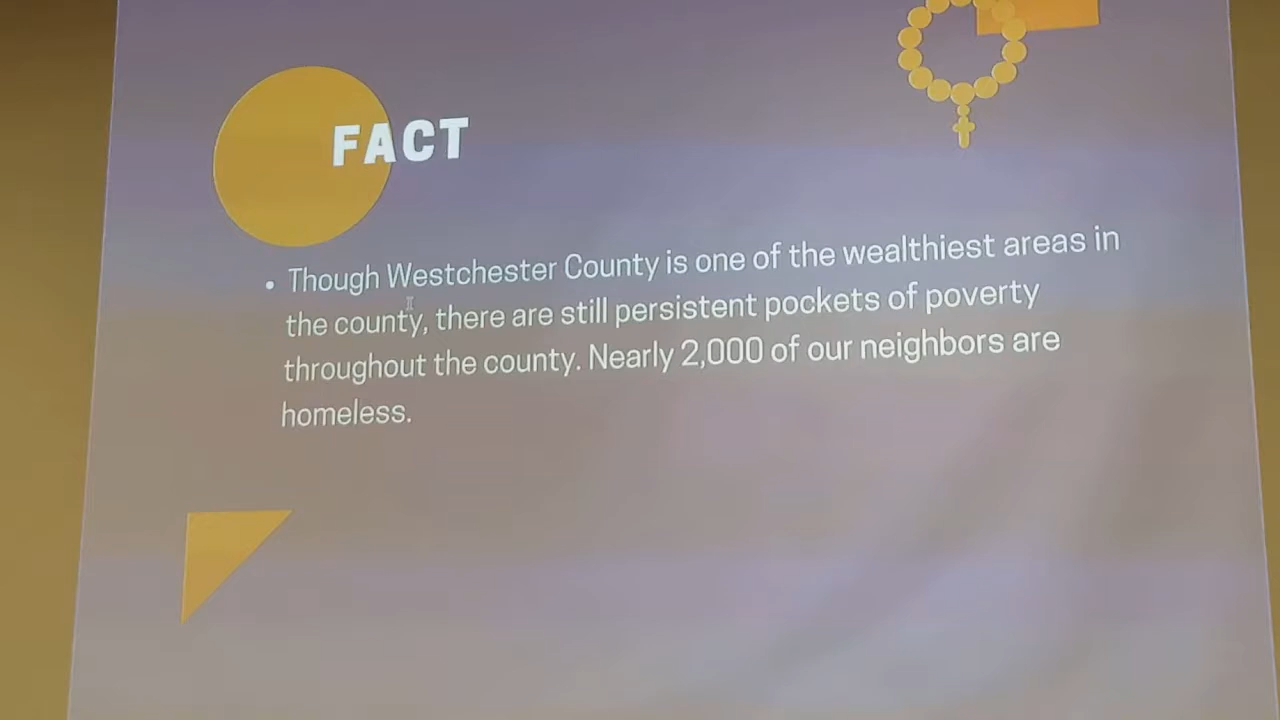 FACT
• Though Westchester County is one of the wealthiest areas in
the county, there are still persistent pockets of poverty
throughout the county. Nearly 2,000 of our neighbors are
homeless.